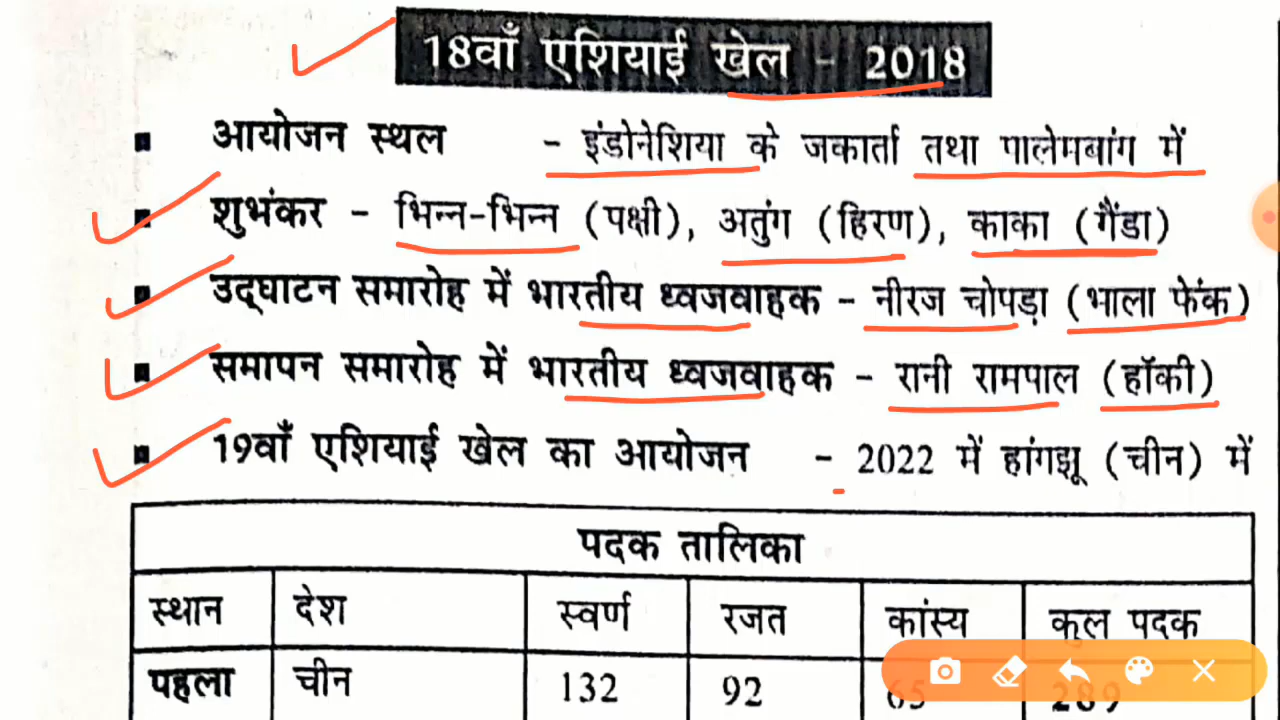 18वाँ एशियाई खेल - 2018
आयोजन स्थल - इंडोनेशिया के जकार्ता तथा पालेमबांग में
शुभंकर - भिन्न-भिन्न (पक्षी), अतुंग (हिरण), काका (गैंडा)
उद्घाटन समारोह में भारतीय ध्वजवाहक - नीरज चोपड़ा (भाला फेंक)
समापन समारोह में भारतीय ध्वजवाहक - रानी रामपाल (हॉकी)
19वाँ एशियाई खेल का आयोजन - 2022 में हांगझू (चीन) में
पदक तालिका
स्थान देश स्वर्ण रजत कांस्य कुल पदक
पहला चीन 132 92 65 289